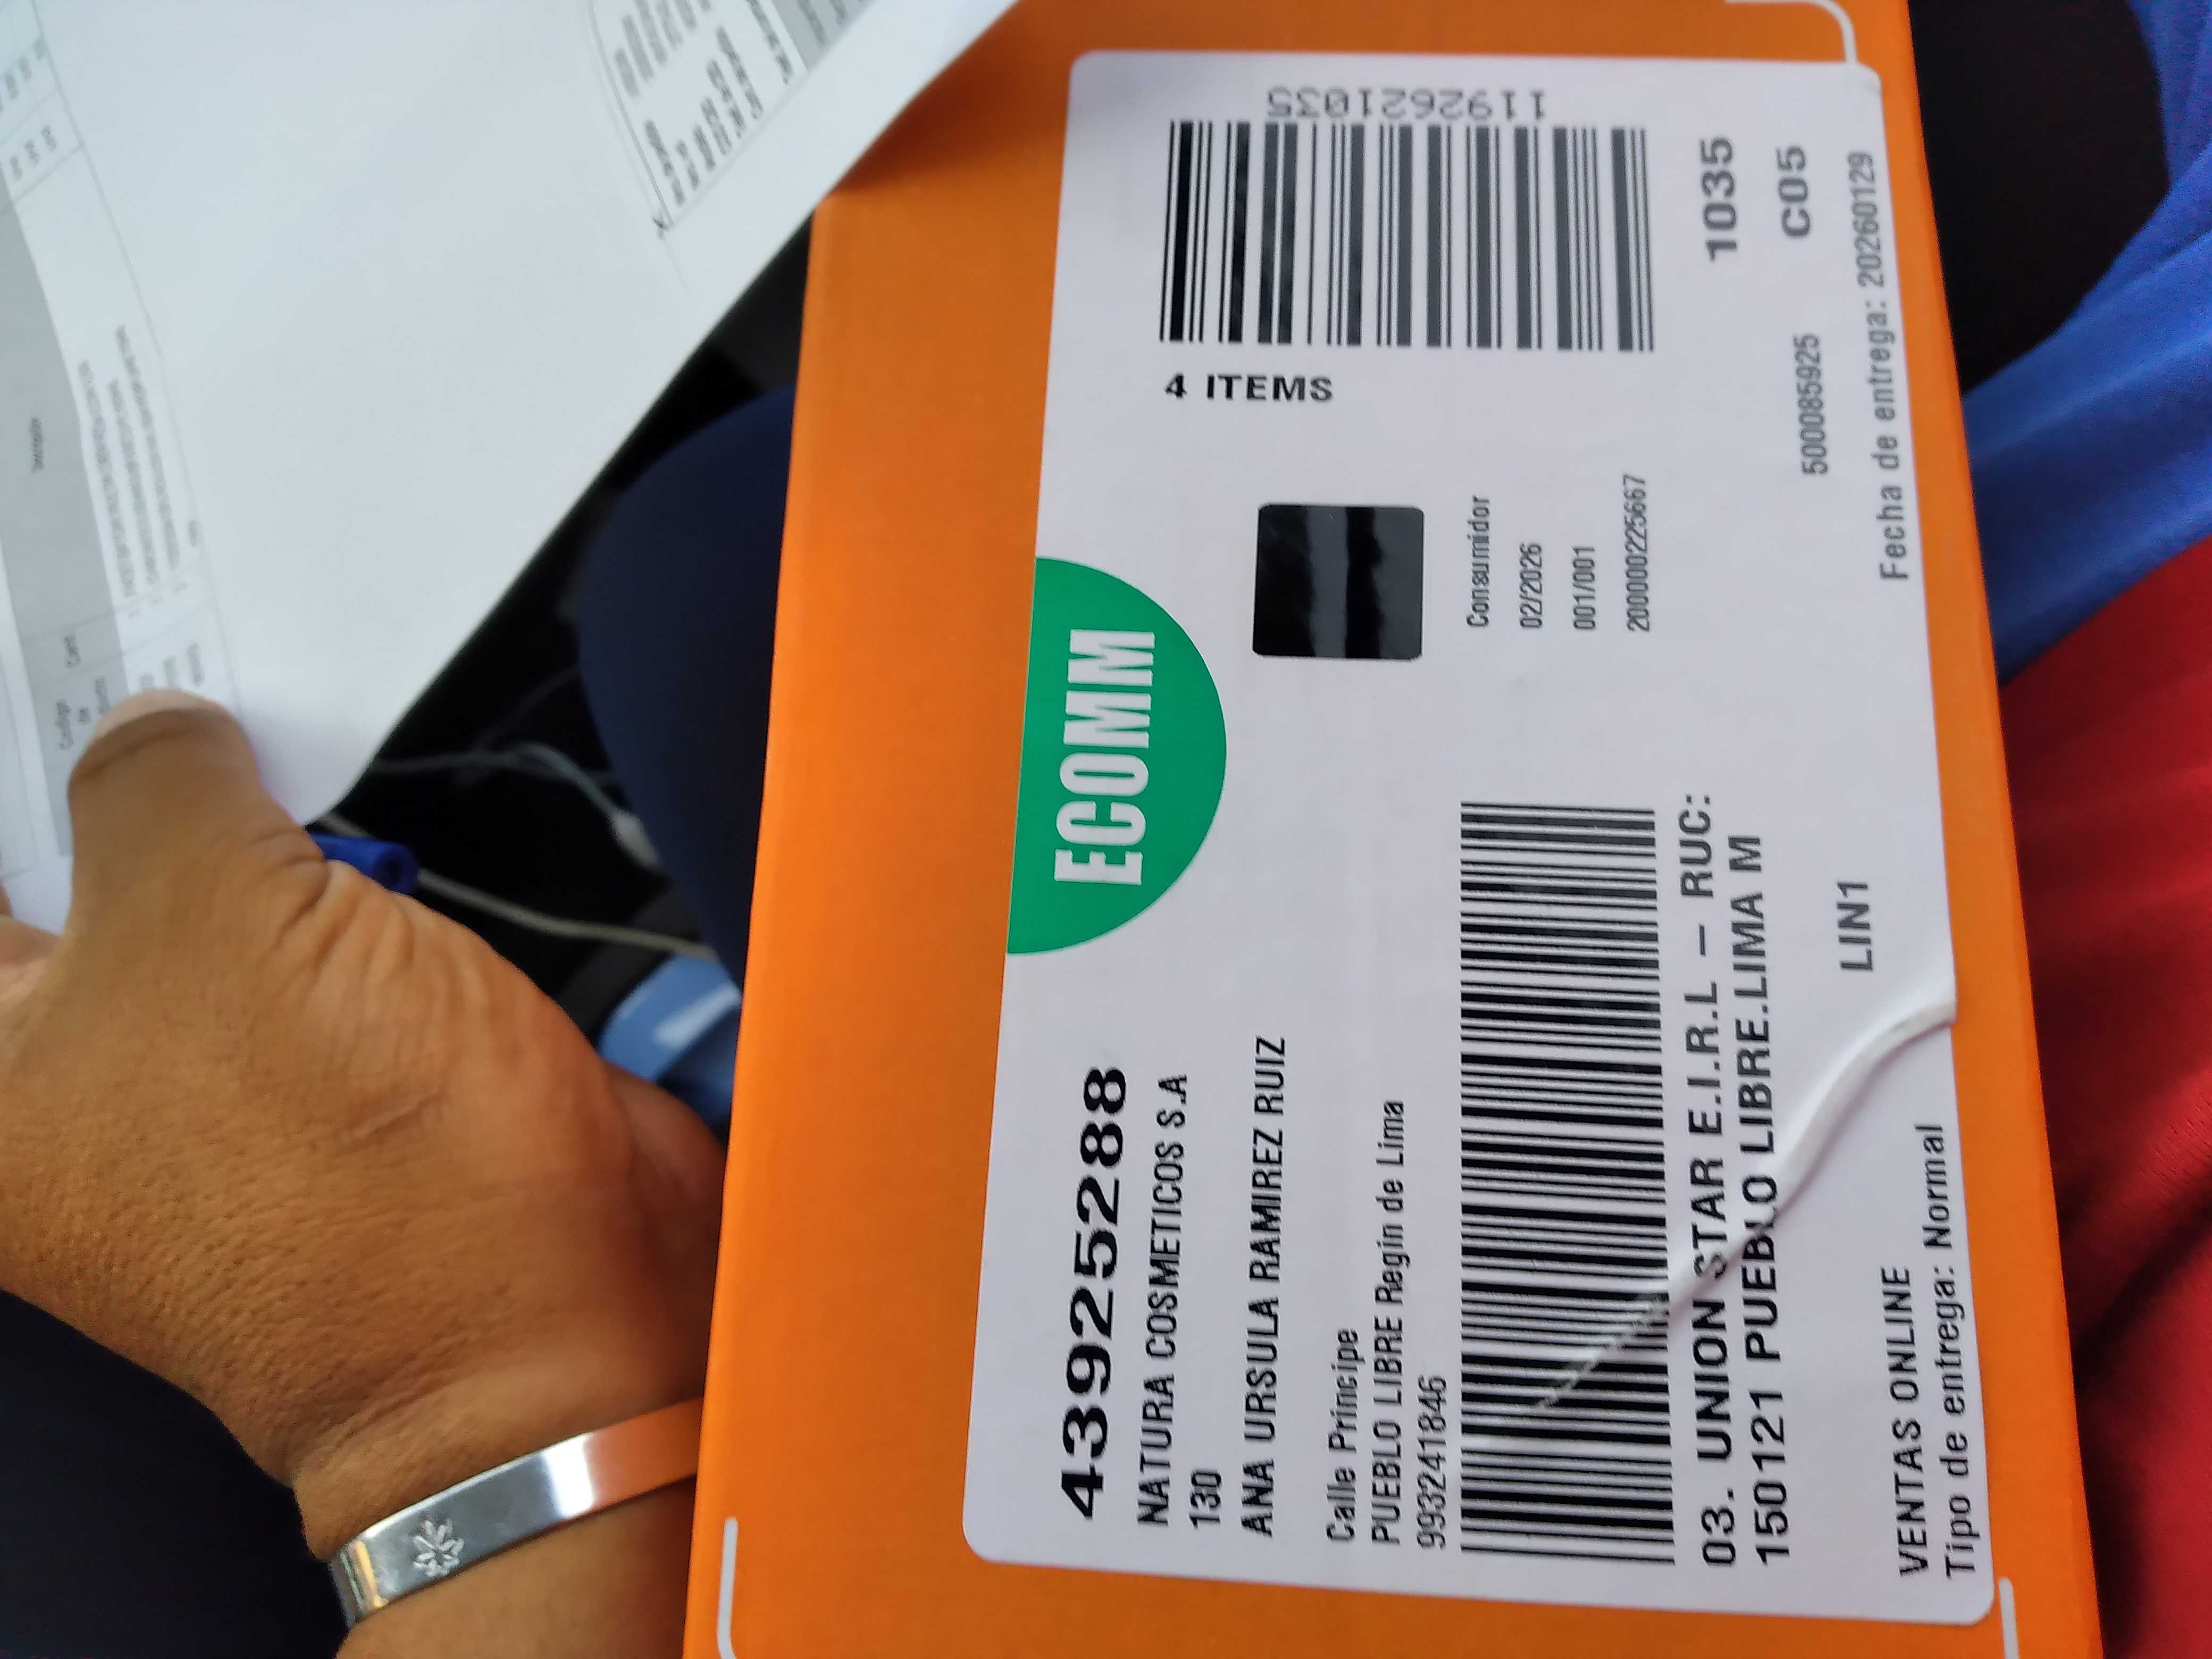 ECOMM
43925288
NATURA COSMETICOS S.A
130
ANA URSULA RAMIREZ RUIZ
Calle Principe
PUEBLO LIBRE Regin de Lima
993241846
4 ITEMS
1192621035
Consumidor
02/2026
001/001
200000225667
03. UNION STAR E.I.R.L – RUC:
150121 PUEBLO LIBRE.LIMA M
1035
C05
LIN1
500085925
VENTAS ONLINE
Tipo de entrega: Normal
Fecha de entrega: 20260129